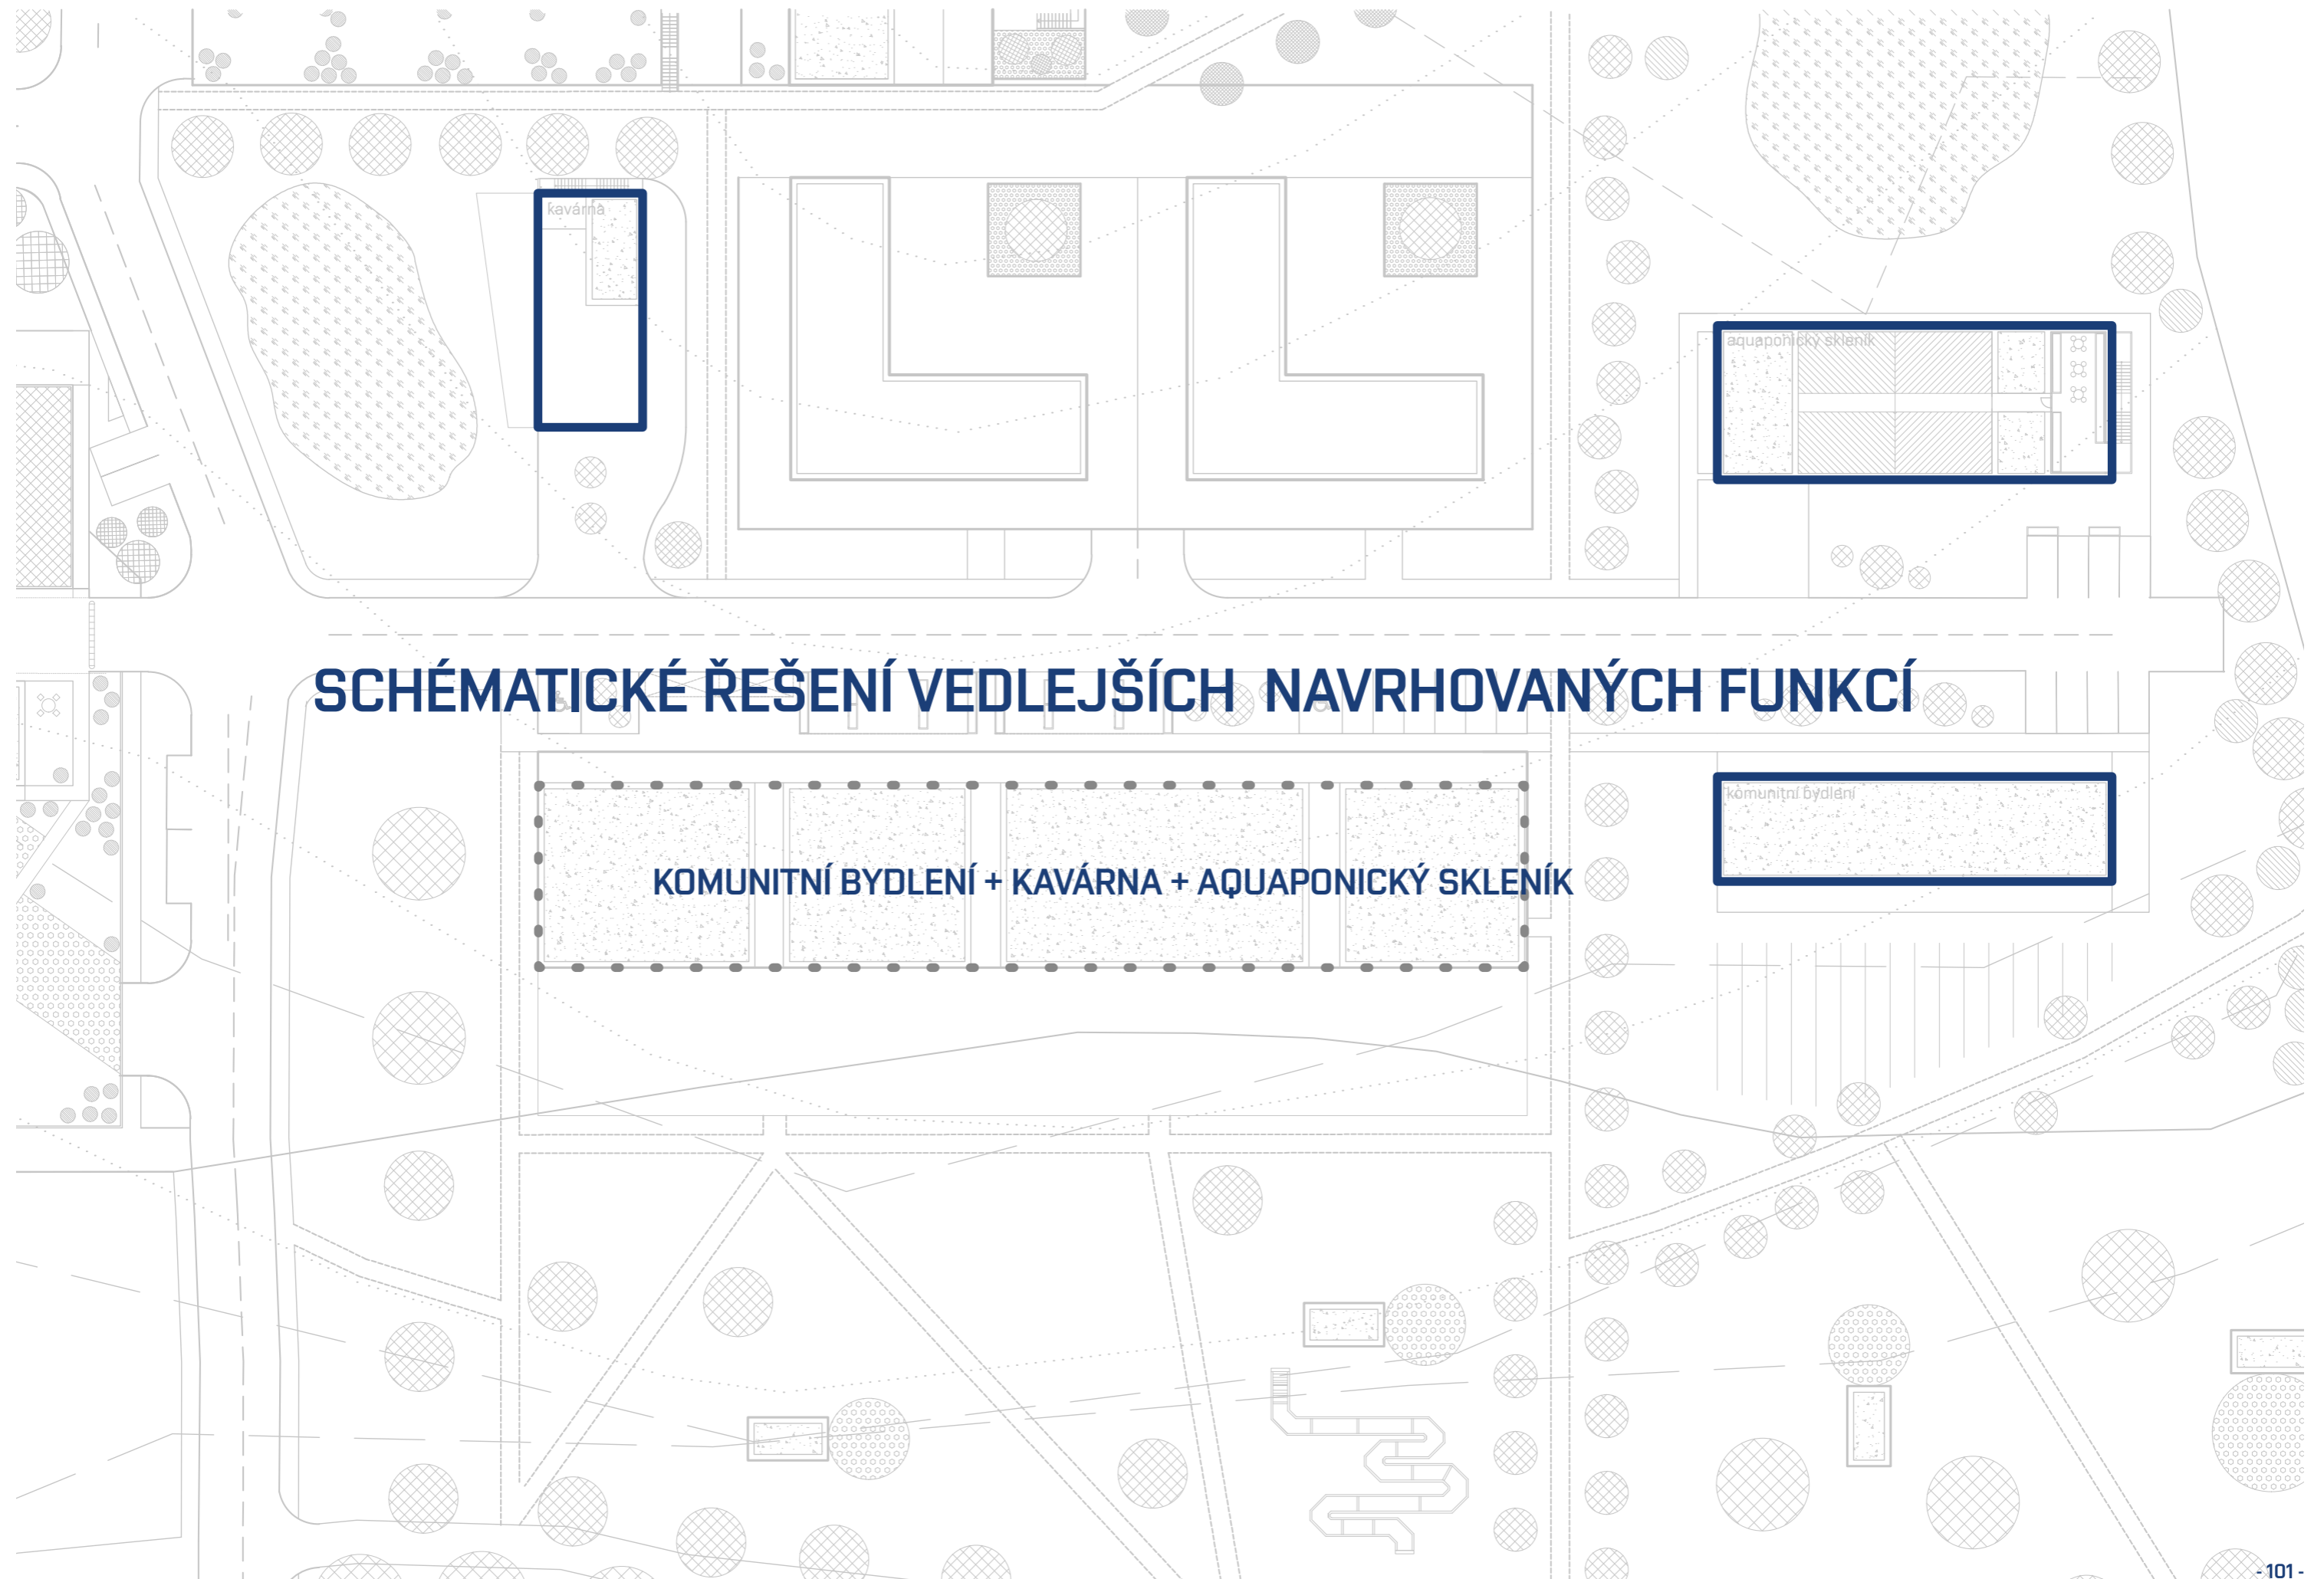 kavárna
aquaponický skleník
SCHÉMATICKÉ ŘEŠENÍ VEDLEJŠÍCH NAVRHOVANÝCH FUNKCÍ
komunitní bydlení
KOMUNITNÍ BYDLENÍ + KAVÁRNA + AQUAPONICKÝ SKLENÍK
- 101 -